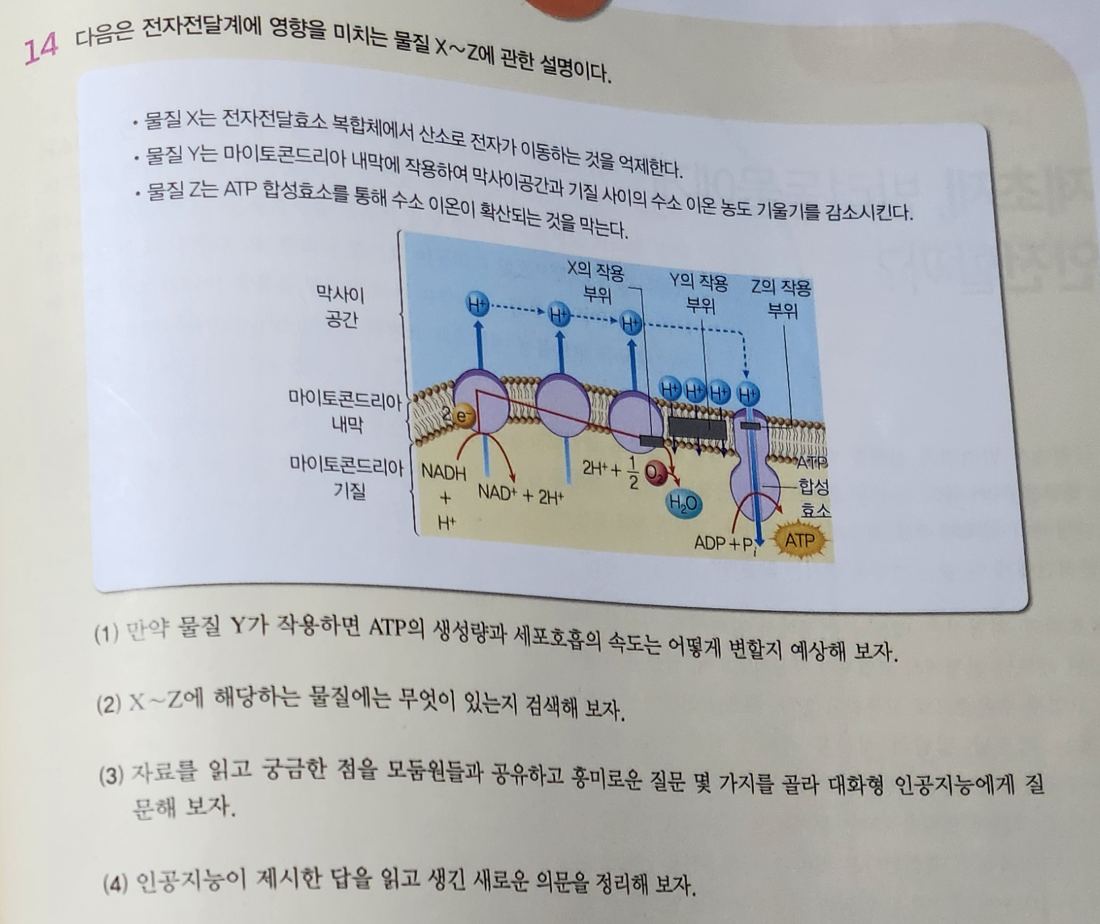 14 다음은 전자전달계에 영향을 미치는 물질 X~Z에 관한 설명이다.
• 물질 X는 전자전달효소 복합체에서 산소로 전자가 이동하는 것을 억제한다.
• 물질 Y는 마이토콘드리아 내막에 작용하여 막사이공간과 기질 사이의 수소 이온 농도 기울기를 감소시킨다.
• 물질 Z는 ATP 합성효소를 통해 수소 이온이 확산되는 것을 막는다.
X의 작용
부위
Y의 작용
부위
Z의 작용
부위
막사이
공간
H+
H+
H+
H+ H+ H+ H+
마이토콘드리아
내막
2 e-
마이토콘드리아
기질
NADH
+
H+
NAD+ + 2H+
2H+ + 1/2 O2
H2O
ATP
합성
효소
ADP + Pi
ATP
(1) 만약 물질 Y가 작용하면 ATP의 생성량과 세포호흡의 속도는 어떻게 변할지 예상해 보자.
(2) X~Z에 해당하는 물질에는 무엇이 있는지 검색해 보자.
(3) 자료를 읽고 궁금한 점을 모둠원들과 공유하고 흥미로운 질문 몇 가지를 골라 대화형 인공지능에게 질
문해 보자.
(4) 인공지능이 제시한 답을 읽고 생긴 새로운 의문을 정리해 보자.